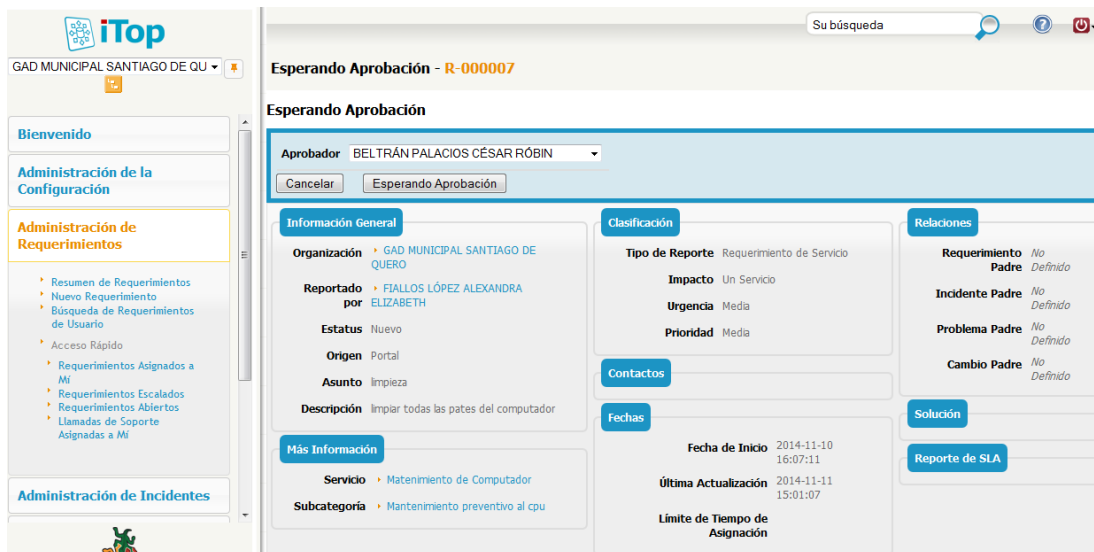 iTop
GAD MUNICIPAL SANTIAGO DE QU
Bienvenido
Administración de la
Configuración
Administración de
Requerimientos
Resumen de Requerimientos
Nuevo Requerimiento
Búsqueda de Requerimientos
de Usuario
Acceso Rápido
Requerimientos Asignados a
Mí
Requerimientos Escalados
Requerimientos Abiertos
Llamadas de Soporte
Asignadas a Mí
Administración de Incidentes
Su búsqueda
Esperando Aprobación - R-000007
Esperando Aprobación
Aprobador BELTRÁN PALACIOS CÉSAR RÓBIN
Cancelar Esperando Aprobación
Información General
Organización GAD MUNICIPAL SANTIAGO DE
QUERO
Reportado FIALLOS LÓPEZ ALEXANDRA
por ELIZABETH
Estatus Nuevo
Origen Portal
Asunto limpieza
Descripción limpiar todas las pates del computador
Más Información
Servicio Matenimiento de Computador
Subcategoría Mantenimiento preventivo al cpu
Clasificación
Tipo de Reporte Requerimiento de Servicio
Impacto Un Servicio
Urgencia Media
Prioridad Media
Contactos
Fechas
Fecha de Inicio 2014-11-10
16:07:11
Última Actualización 2014-11-11
15:01:07
Límite de Tiempo de
Asignación
Relaciones
Requerimiento No
Padre Definido
Incidente Padre No
Definido
Problema Padre No
Definido
Cambio Padre No
Definido
Solución
Reporte de SLA